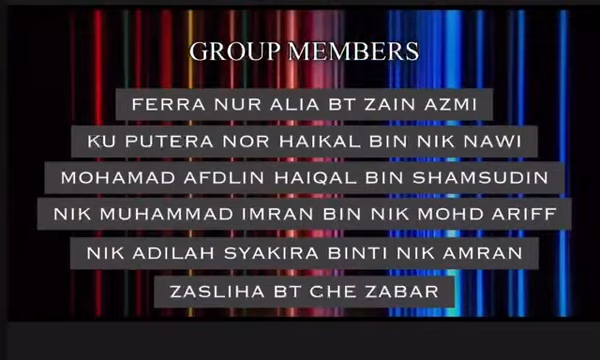 GROUP MEMBERS
FERRA NUR ALIA BT ZAIN AZMI
KU PUTERA NOR HAIKAL BIN NIK NAWI
MOHAMAD AFDLIN HAIQAL BIN SHAMSUDIN
NIK MUHAMMAD IMRAN BIN NIK MOHD ARIFF
NIK ADILAH SYAKIRA BINTI NIK AMRAN
ZASLIHA BT CHE ZABAR